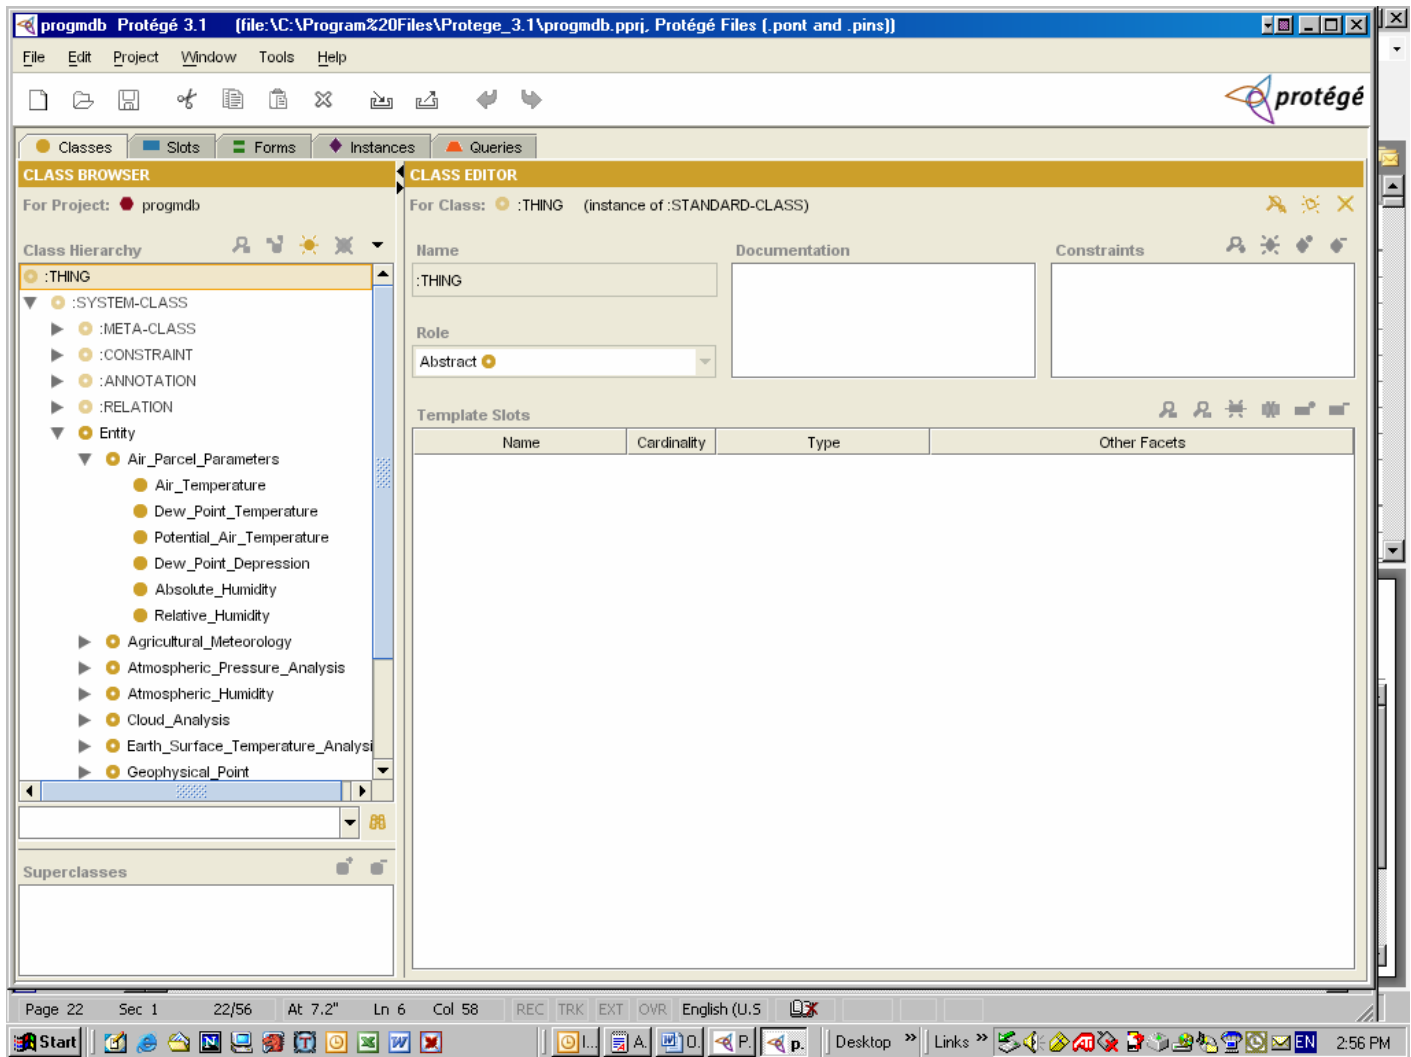 progmdb Protégé 3.1 (file:\C:\Program%20Files\Protege_3.1\progmdb.pprj, Protégé Files (.pont and .pins))
File Edit Project Window Tools Help
protégé
Classes Slots Forms Instances Queries
CLASS BROWSER
CLASS EDITOR
For Project: progmdb
For Class: :THING (instance of :STANDARD-CLASS)
Class Hierarchy
Name Documentation Constraints
:THING
:THING
:SYSTEM-CLASS
:META-CLASS
Role
:CONSTRAINT
Abstract
:ANNOTATION
:RELATION
Template Slots
Entity
Name Cardinality Type Other Facets
Air_Parcel_Parameters
Air_Temperature
Dew_Point_Temperature
Potential_Air_Temperature
Dew_Point_Depression
Absolute_Humidity
Relative_Humidity
Agricultural_Meteorology
Atmospheric_Pressure_Analysis
Atmospheric_Humidity
Cloud_Analysis
Earth_Surface_Temperature_Analysi
Geophysical_Point
Superclasses
Page 22 Sec 1 22/56 At 7.2" Ln 6 Col 58 REC TRK EXT OVR English (U.S
Start I... A. O. P. p. Desktop » Links » EN 2:56 PM